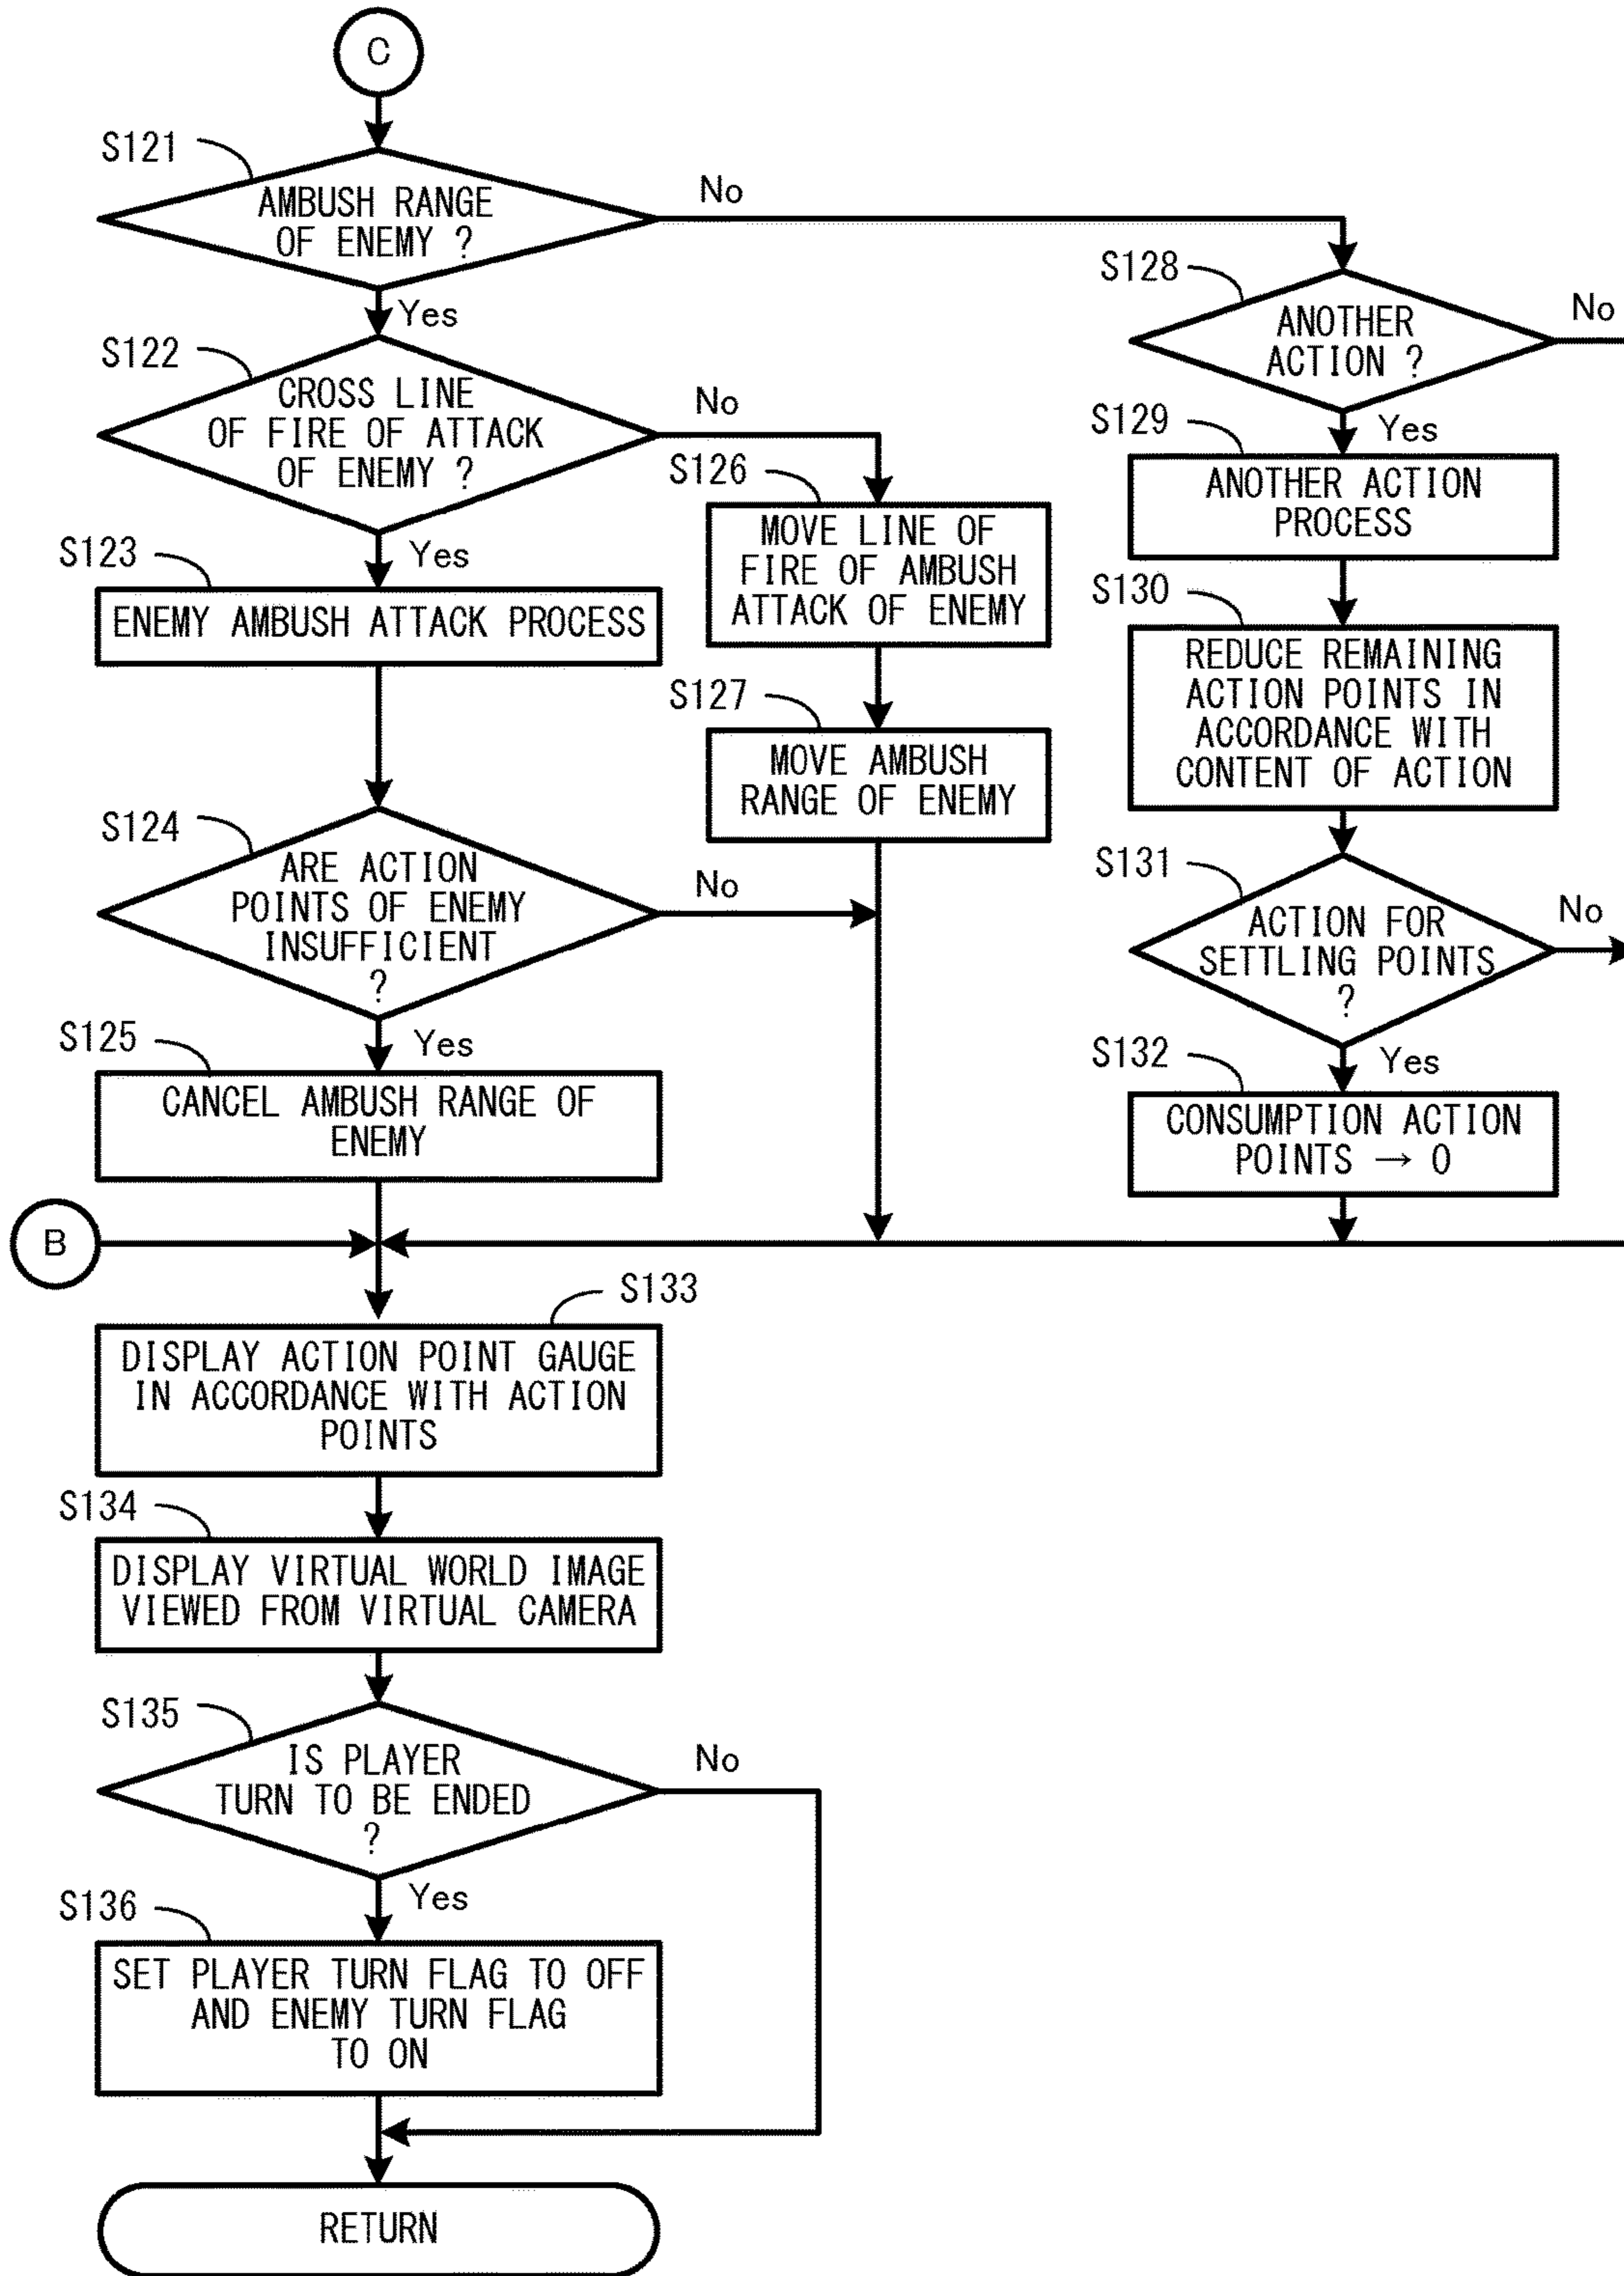 C
S121
AMBUSH RANGE
OF ENEMY ?
No
Yes
S122
CROSS LINE
OF FIRE OF ATTACK
OF ENEMY ?
No
Yes
S123
ENEMY AMBUSH ATTACK PROCESS
S124
ARE ACTION
POINTS OF ENEMY
INSUFFICIENT
?
No
Yes
S125
CANCEL AMBUSH RANGE OF
ENEMY
S126
MOVE LINE OF
FIRE OF AMBUSH
ATTACK OF ENEMY
S127
MOVE AMBUSH
RANGE OF ENEMY
S128
ANOTHER
ACTION ?
No
Yes
S129
ANOTHER ACTION
PROCESS
S130
REDUCE REMAINING
ACTION POINTS IN
ACCORDANCE WITH
CONTENT OF ACTION
S131
ACTION FOR
SETTLING POINTS
?
No
Yes
S132
CONSUMPTION ACTION
POINTS → 0
B
S133
DISPLAY ACTION POINT GAUGE
IN ACCORDANCE WITH ACTION
POINTS
S134
DISPLAY VIRTUAL WORLD IMAGE
VIEWED FROM VIRTUAL CAMERA
S135
IS PLAYER
TURN TO BE ENDED
?
No
Yes
S136
SET PLAYER TURN FLAG TO OFF
AND ENEMY TURN FLAG
TO ON
RETURN